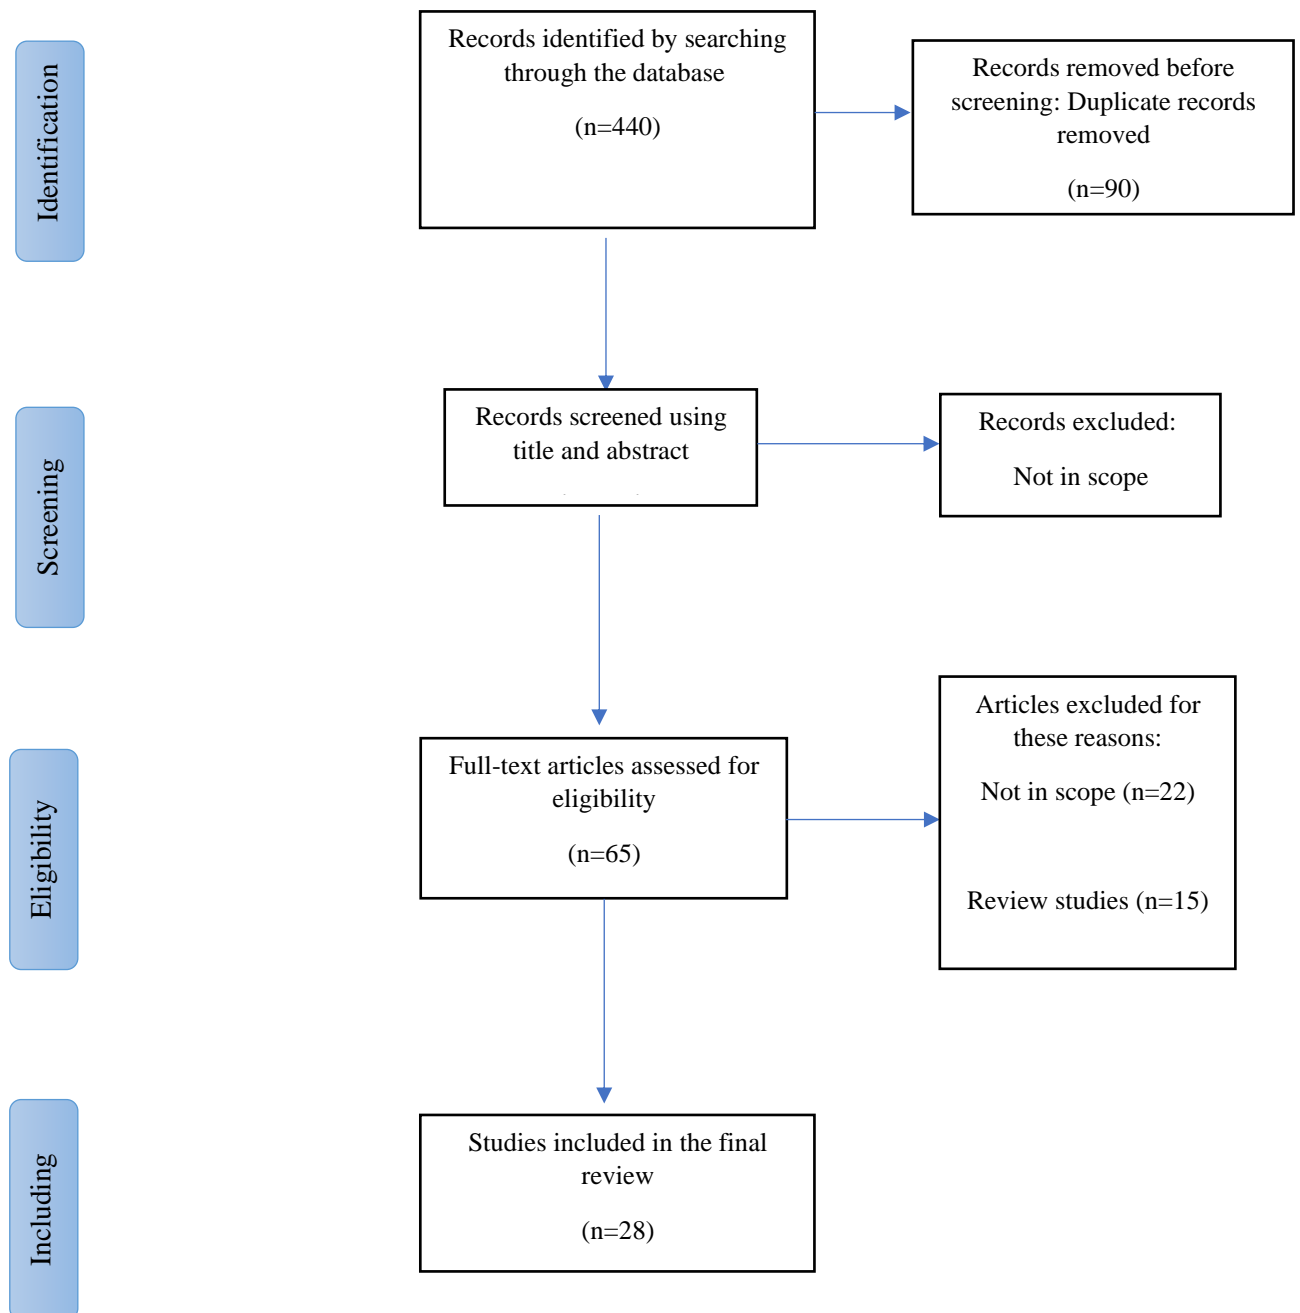 Identification
Records identified by searching
through the database
(n=440)
Records removed before
screening: Duplicate records
removed
(n=90)
Screening
Records screened using
title and abstract
Records excluded:
Not in scope
Eligibility
Full-text articles assessed for
eligibility
(n=65)
Articles excluded for
these reasons:
Not in scope (n=22)
Review studies (n=15)
Including
Studies included in the final
review
(n=28)